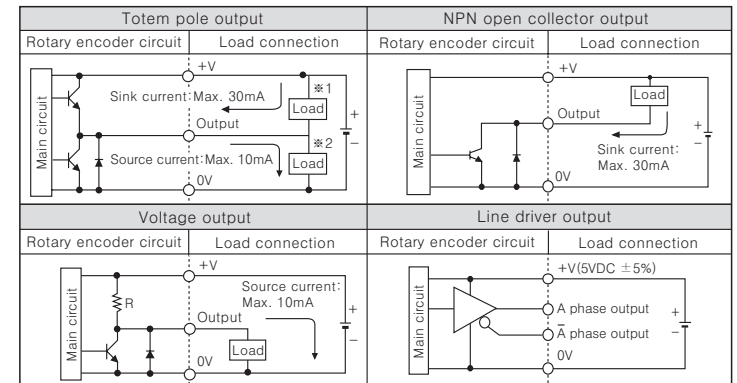 Totem pole output
Rotary encoder circuit
Load connection
Main circuit
+V
Sink current:Max. 30mA
※1
Load
Output
※2
Source current:Max. 10mA
Load
0V
+
−
NPN open collector output
Rotary encoder circuit
Load connection
Main circuit
+V
Load
Output
Sink current:
Max. 30mA
0V
+
−
Voltage output
Rotary encoder circuit
Load connection
Main circuit
+V
R
Source current:
Max. 10mA
Output
Load
0V
+
−
Line driver output
Rotary encoder circuit
Load connection
Main circuit
+V(5VDC ±5%)
A phase output
A̅ phase output
0V
+
−